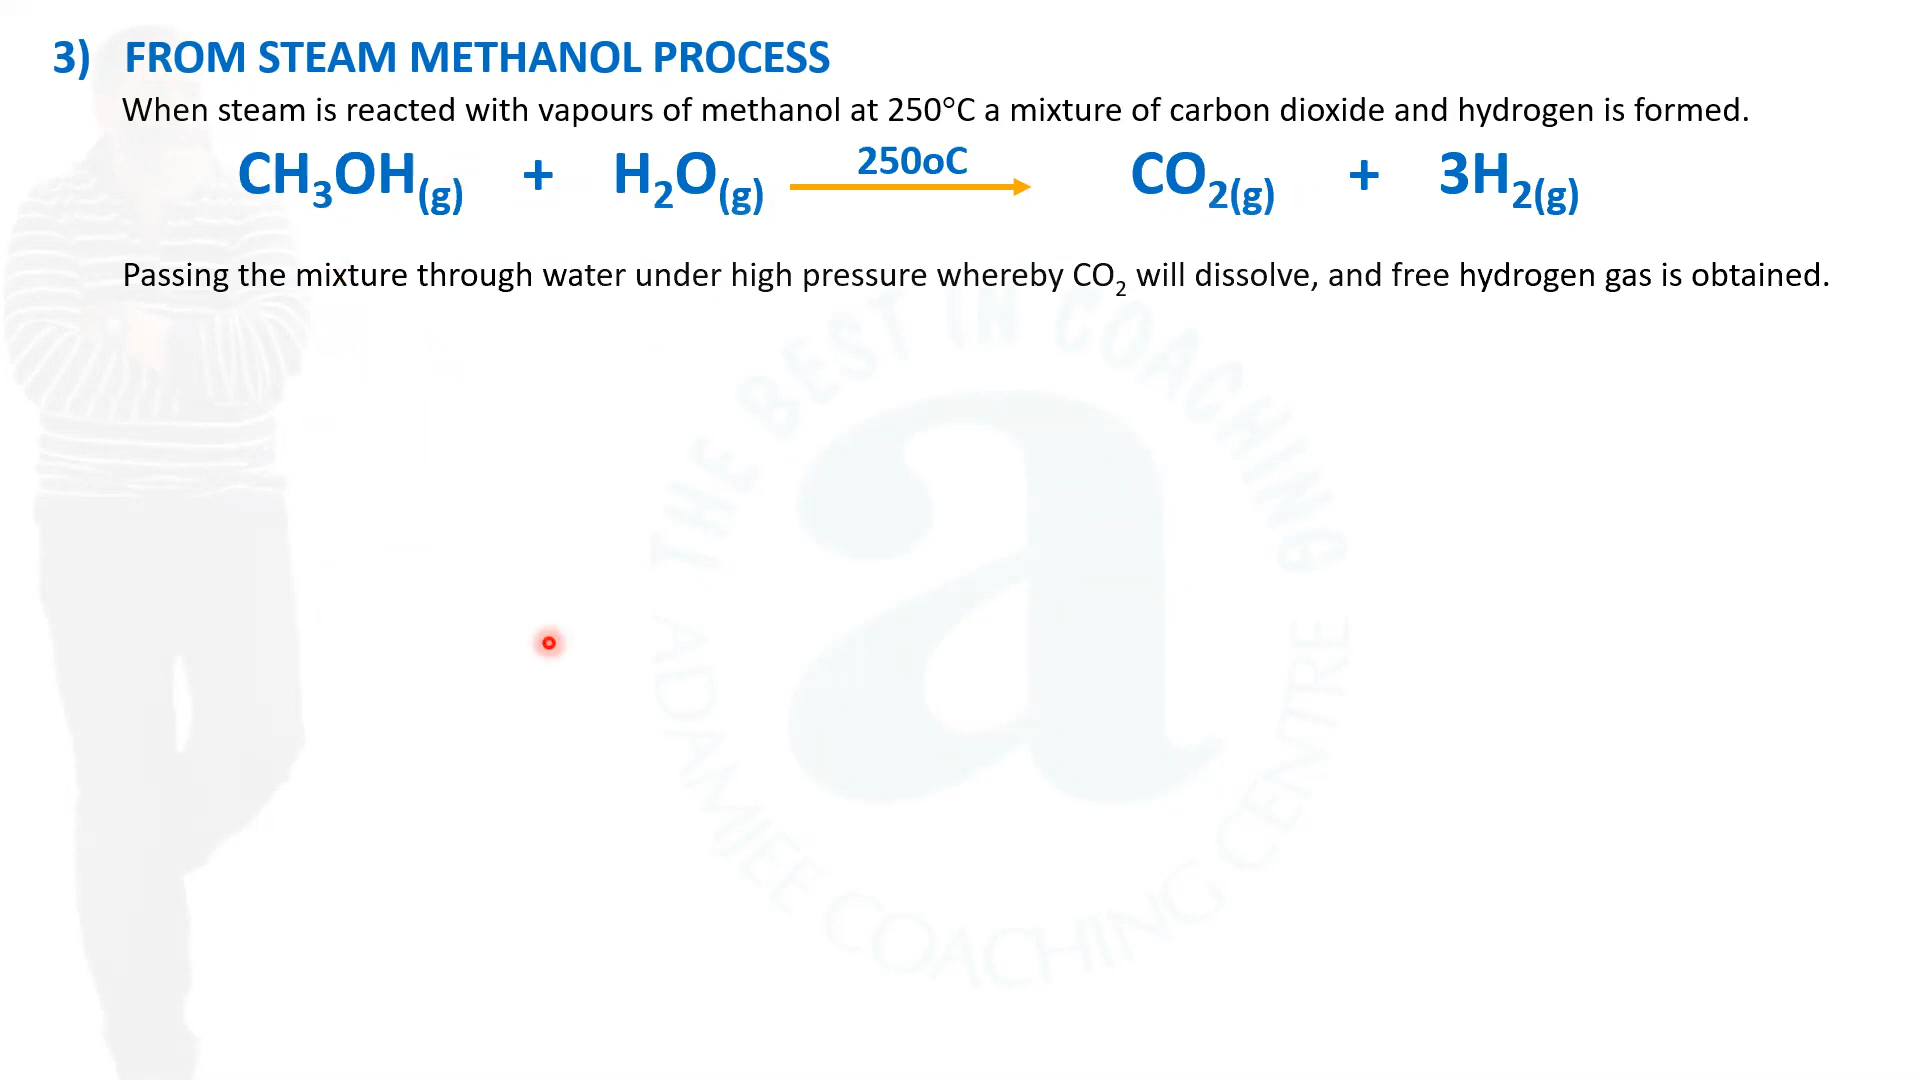 3) FROM STEAM METHANOL PROCESS
When steam is reacted with vapours of methanol at 250°C a mixture of carbon dioxide and hydrogen is formed.
CH₃OH₍g₎ + H₂O₍g₎ 250oC CO₂₍g₎ + 3H₂₍g₎
Passing the mixture through water under high pressure whereby CO₂ will dissolve, and free hydrogen gas is obtained.
THE BEST IN COACHING
a
ADAMJEE COACHING CENTRE